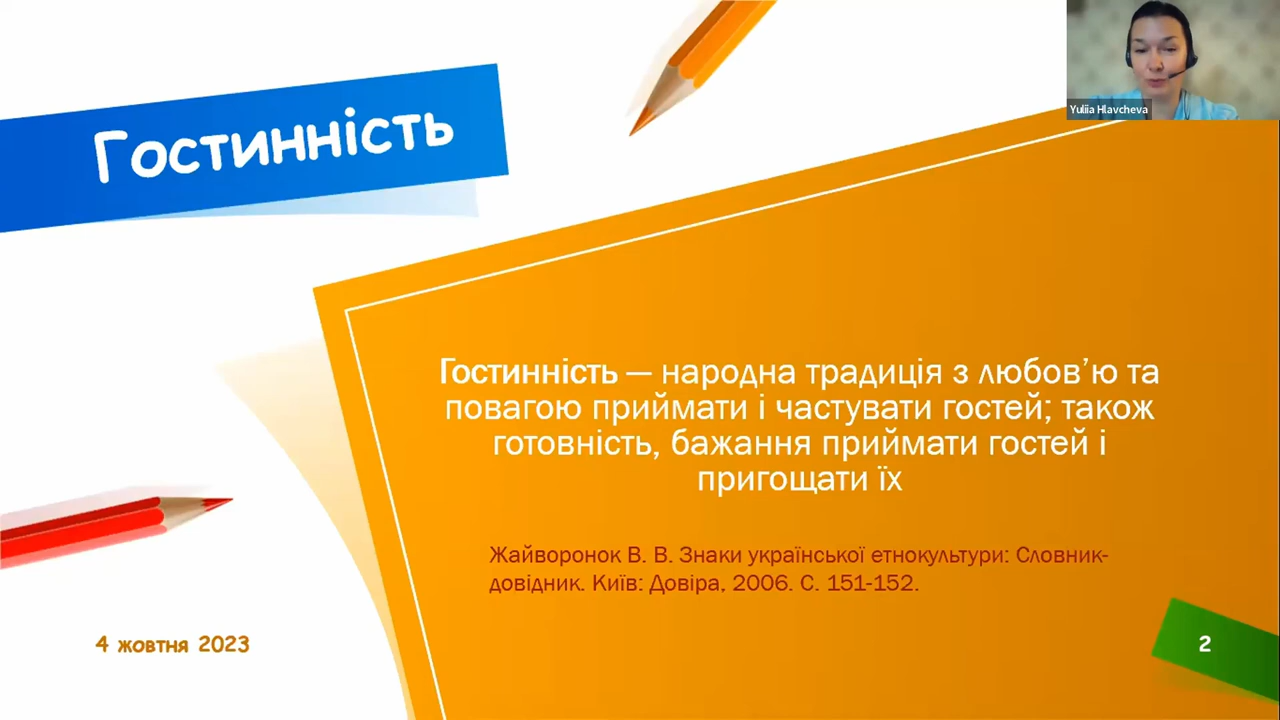 Yuliia Hlavcheva
Гостинність
Гостинність — народна традиція з любов’ю та
повагою приймати і частувати гостей; також
готовність, бажання приймати гостей і
пригощати їх
Жайворонок В. В. Знаки української етнокультури: Словник-
довідник. Київ: Довіра, 2006. С. 151-152.
4 жовтня 2023
2